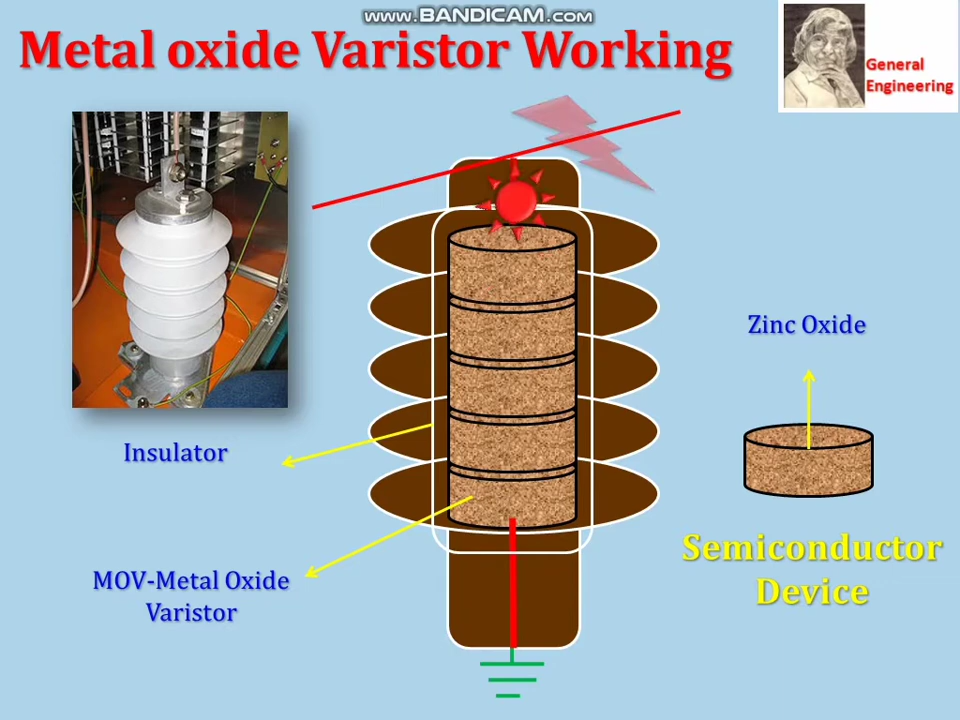 www.BANDICAM.com
Metal oxide Varistor Working
General
Engineering
Zinc Oxide
Insulator
Semiconductor
Device
MOV-Metal Oxide
Varistor